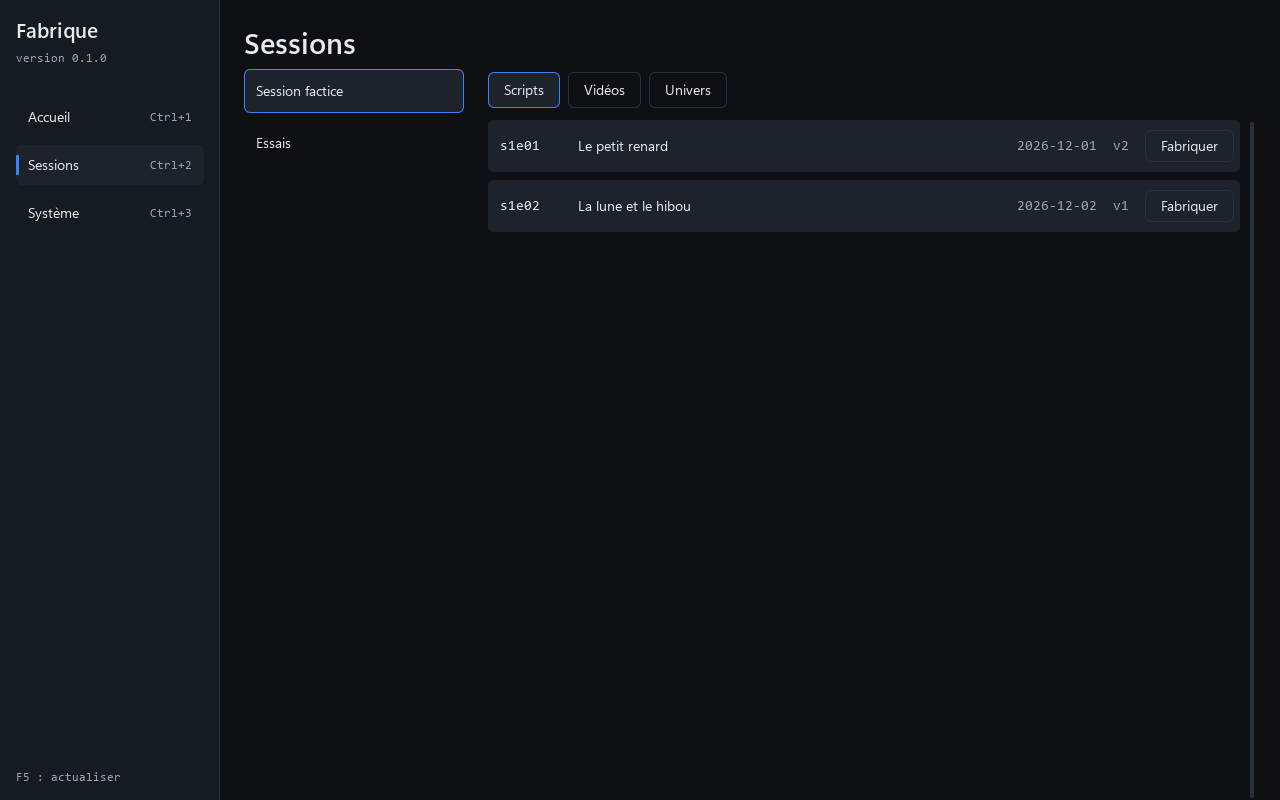 Fabrique
version 0.1.0
Accueil Ctrl+1
Sessions Ctrl+2
Système Ctrl+3
F5 : actualiser
Sessions
Session factice
Essais
Scripts Vidéos Univers
s1e01 Le petit renard 2026-12-01 v2 Fabriquer
s1e02 La lune et le hibou 2026-12-02 v1 Fabriquer